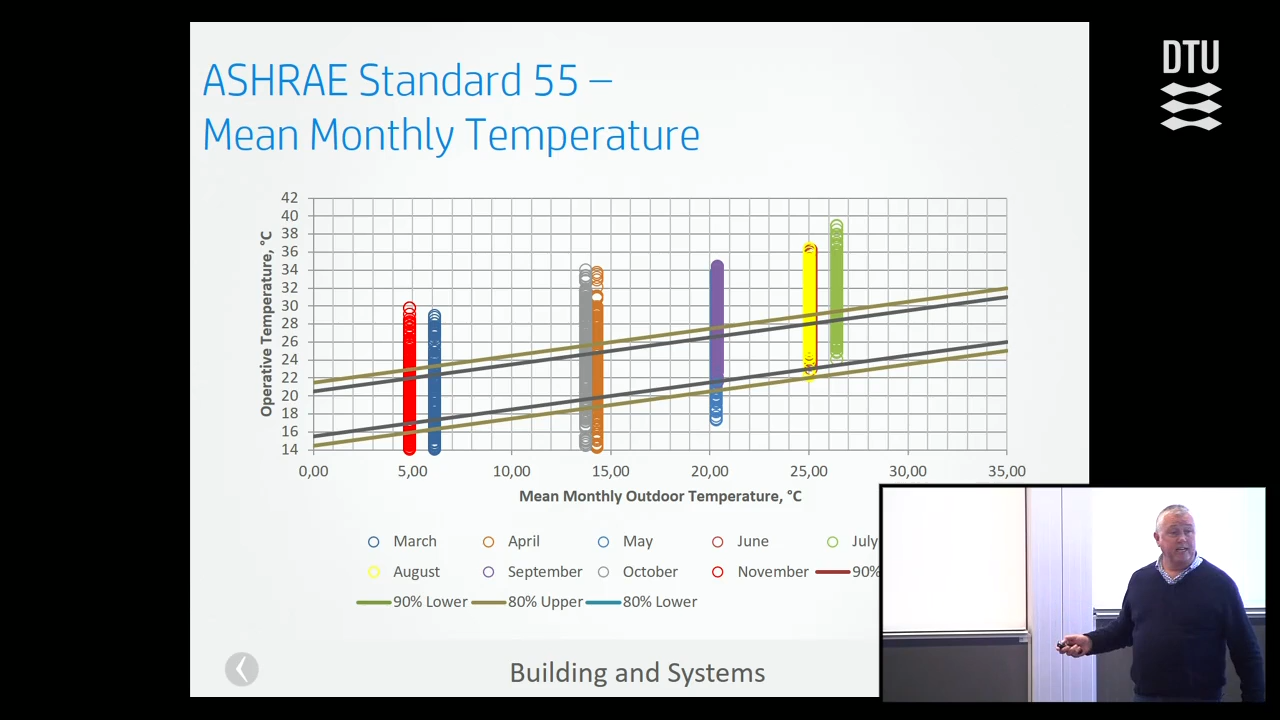 ASHRAE Standard 55 –
Mean Monthly Temperature
DTU
42
40
38
36
34
32
30
28
26
24
22
20
18
16
14
Operative Temperature, °C
0,00 5,00 10,00 15,00 20,00 25,00 30,00 35,00
Mean Monthly Outdoor Temperature, °C
March April May June July
August September October November 90%
90% Lower 80% Upper 80% Lower
Building and Systems